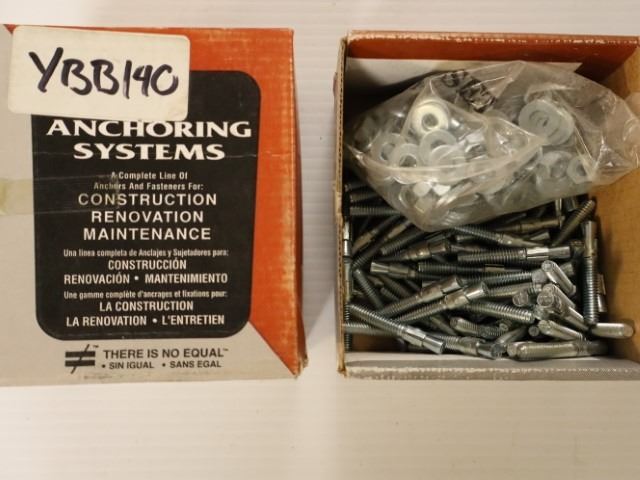 YBB140
ANCHORING
SYSTEMS
A Complete Line Of
Anchors And Fasteners For:
CONSTRUCTION
RENOVATION
MAINTENANCE
Una linea completa de Anclajes y Sujetadores para:
CONSTRUCCIÓN
RENOVACIÓN • MANTENIMIENTO
Une gamme complète d'ancrages et fixations pour:
LA CONSTRUCTION
LA RENOVATION • L'ENTRETIEN
THERE IS NO EQUAL™
• SIN IGUAL • SANS EGAL